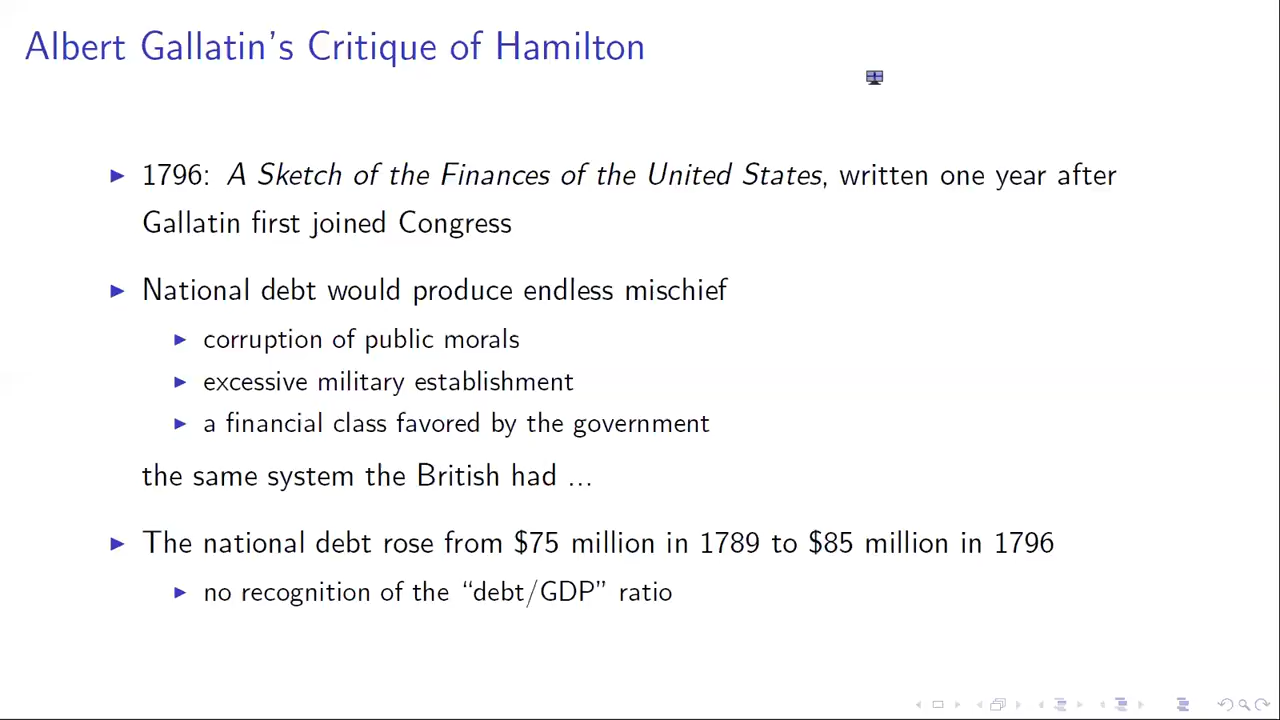 Albert Gallatin's Critique of Hamilton
1796: A Sketch of the Finances of the United States, written one year after
Gallatin first joined Congress
National debt would produce endless mischief
corruption of public morals
excessive military establishment
a financial class favored by the government
the same system the British had ...
The national debt rose from $75 million in 1789 to $85 million in 1796
no recognition of the “debt/GDP” ratio